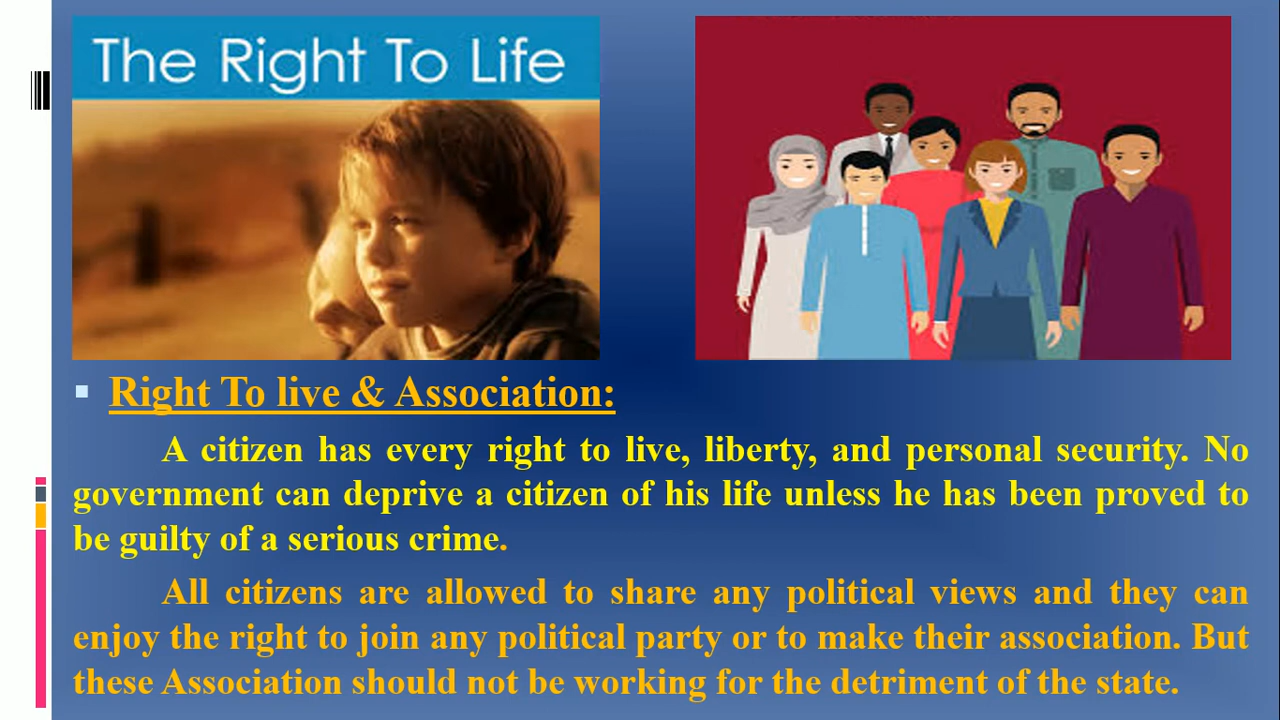 The Right To Life
Right To live & Association:
A citizen has every right to live, liberty, and personal security. No
government can deprive a citizen of his life unless he has been proved to
be guilty of a serious crime.
All citizens are allowed to share any political views and they can
enjoy the right to join any political party or to make their association. But
these Association should not be working for the detriment of the state.